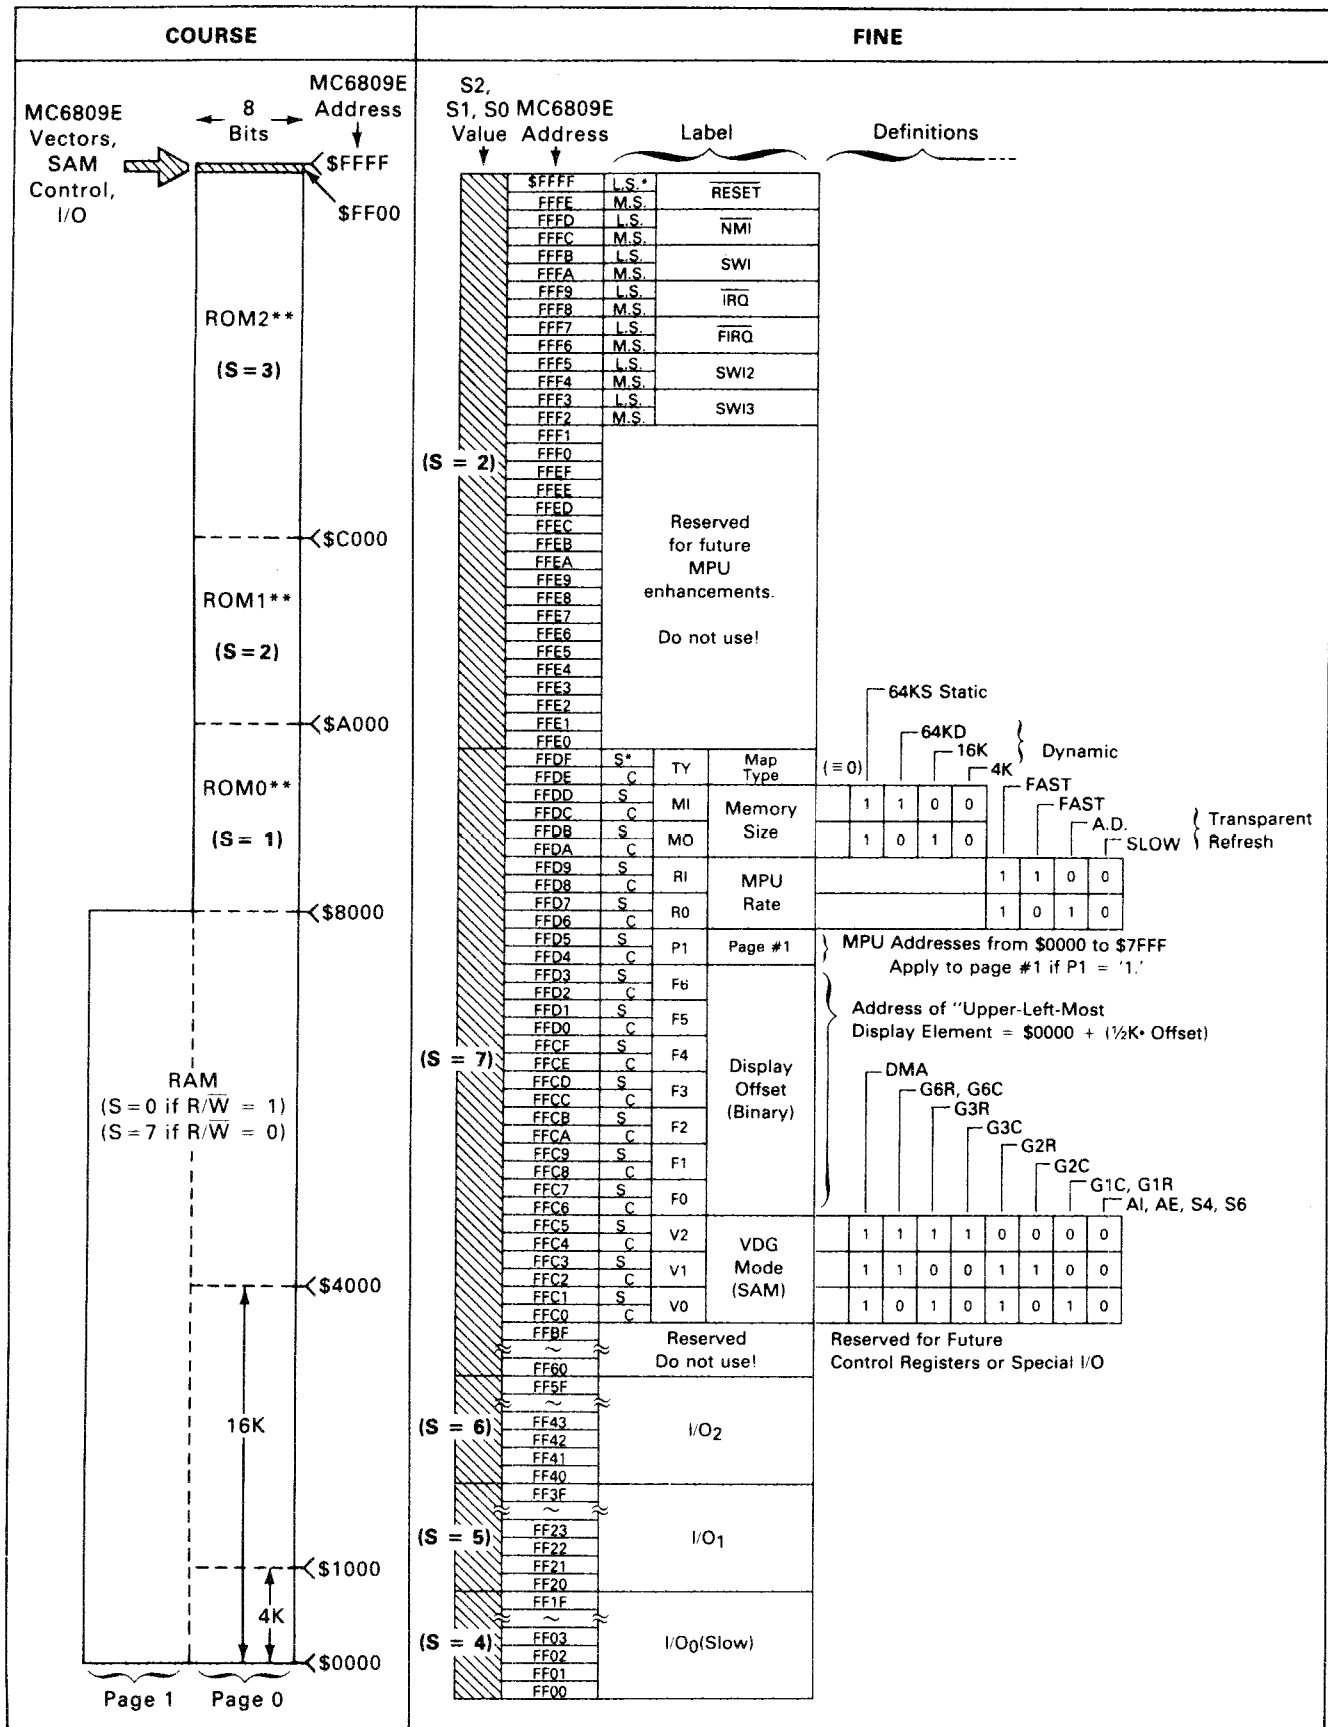 COURSE
FINE
MC6809E
Vectors,
SAM
Control,
I/O
8
Bits
MC6809E
Address
$FFFF
$FF00
ROM2**
(S = 3)
$C000
ROM1**
(S = 2)
$A000
ROM0**
(S = 1)
$8000
RAM
(S = 0 if R/W̅ = 1)
(S = 7 if R/W̅ = 0)
$4000
16K
$1000
4K
$0000
Page 1 Page 0
S2,
S1, S0
Value
MC6809E
Address
Label
Definitions
(S = 2)
$FFFF L.S.*
FFFE M.S.
R̅E̅S̅E̅T̅
FFFD L.S.
FFFC M.S.
N̅M̅I̅
FFFB L.S.
FFFA M.S.
SWI
FFF9 L.S.
FFF8 M.S.
I̅R̅Q̅
FFF7 L.S.
FFF6 M.S.
F̅I̅R̅Q̅
FFF5 L.S.
FFF4 M.S.
SWI2
FFF3 L.S.
FFF2 M.S.
SWI3
FFF1
FFF0
FFEF
FFEE
FFED
FFEC
FFEB
FFEA
FFE9
FFE8
FFE7
FFE6
FFE5
FFE4
FFE3
FFE2
FFE1
FFE0
Reserved
for future
MPU
enhancements.
Do not use!
64KS Static
64KD
16K
4K
Dynamic
(S = 7)
FFDF S*
FFDE C
TY
Map
Type
(≡0)
FFDD S
FFDC C
MI
1 1 0 0
Memory
Size
FFDB S
FFDA C
MO
1 0 1 0
FAST
FAST
A.D.
SLOW
Transparent
Refresh
FFD9 S
FFD8 C
RI
1 1 0 0
MPU
Rate
FFD7 S
FFD6 C
R0
1 0 1 0
FFD5 S
FFD4 C
P1
Page #1
MPU Addresses from $0000 to $7FFF
Apply to page #1 if P1 = '1.'
FFD3 S
FFD2 C
F6
FFD1 S
FFD0 C
F5
FFCF S
FFCE C
F4
FFCD S
FFCC C
F3
FFCB S
FFCA C
F2
FFC9 S
FFC8 C
F1
FFC7 S
FFC6 C
F0
Display
Offset
(Binary)
Address of "Upper-Left-Most
Display Element = $0000 + (½K• Offset)
DMA
G6R, G6C
G3R
G3C
G2R
G2C
G1C, G1R
AI, AE, S4, S6
FFC5 S
FFC4 C
V2
1 1 1 1 0 0 0 0
FFC3 S
FFC2 C
V1
1 1 0 0 1 1 0 0
FFC1 S
FFC0 C
V0
1 0 1 0 1 0 1 0
VDG
Mode
(SAM)
FFBF
~
FF60
Reserved
Do not use!
Reserved for Future
Control Registers or Special I/O
(S = 6)
FF5F
~
FF43
FF42
FF41
FF40
I/O2
(S = 5)
FF3F
~
FF23
FF22
FF21
FF20
I/O1
(S = 4)
FF1F
~
FF03
FF02
FF01
FF00
I/O0(Slow)